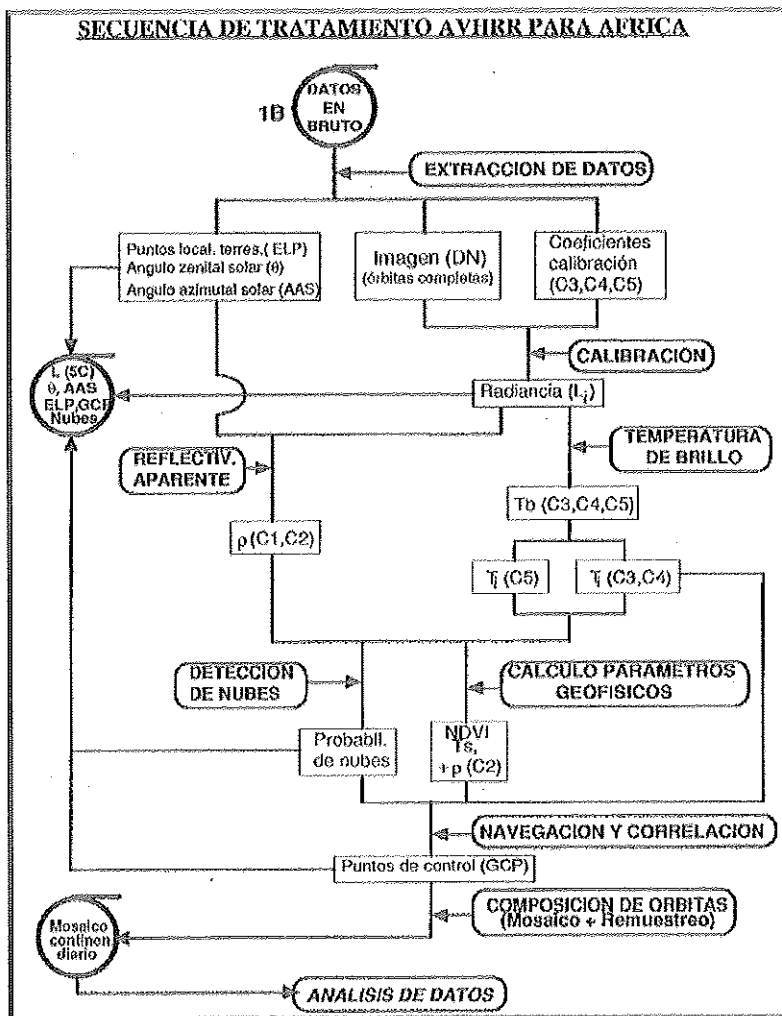 SECUENCIA DE TRATAMIENTO AVHRR PARA AFRICA
1B
DATOS
EN
BRUTO
EXTRACCION DE DATOS
Puntos local. terres,( ELP)
Angulo zenital solar (θ)
Angulo azimutal solar (AAS)
Imagen (DN)
(órbitas completas)
Coeficientes
calibración
(C3,C4,C5)
CALIBRACION
L (5C)
θ, AAS
ELP,GCP
Nubes
Radiancia (Li)
REFLECTIV.
APARENTE
TEMPERATURA
DE BRILLO
Tb (C3,C4,C5)
ρ (C1,C2)
Tj (C5)
Tj (C3,C4)
DETECCION
DE NUBES
CALCULO PARAMETROS
GEOFISICOS
Probabil.
de nubes
NDVI
Ts,
+ρ (C2)
NAVEGACION Y CORRELACION
Puntos de control (GCP)
COMPOSICION DE ORBITAS
(Mosaico + Remuestreo)
Mosaico
continen
diario
ANALISIS DE DATOS